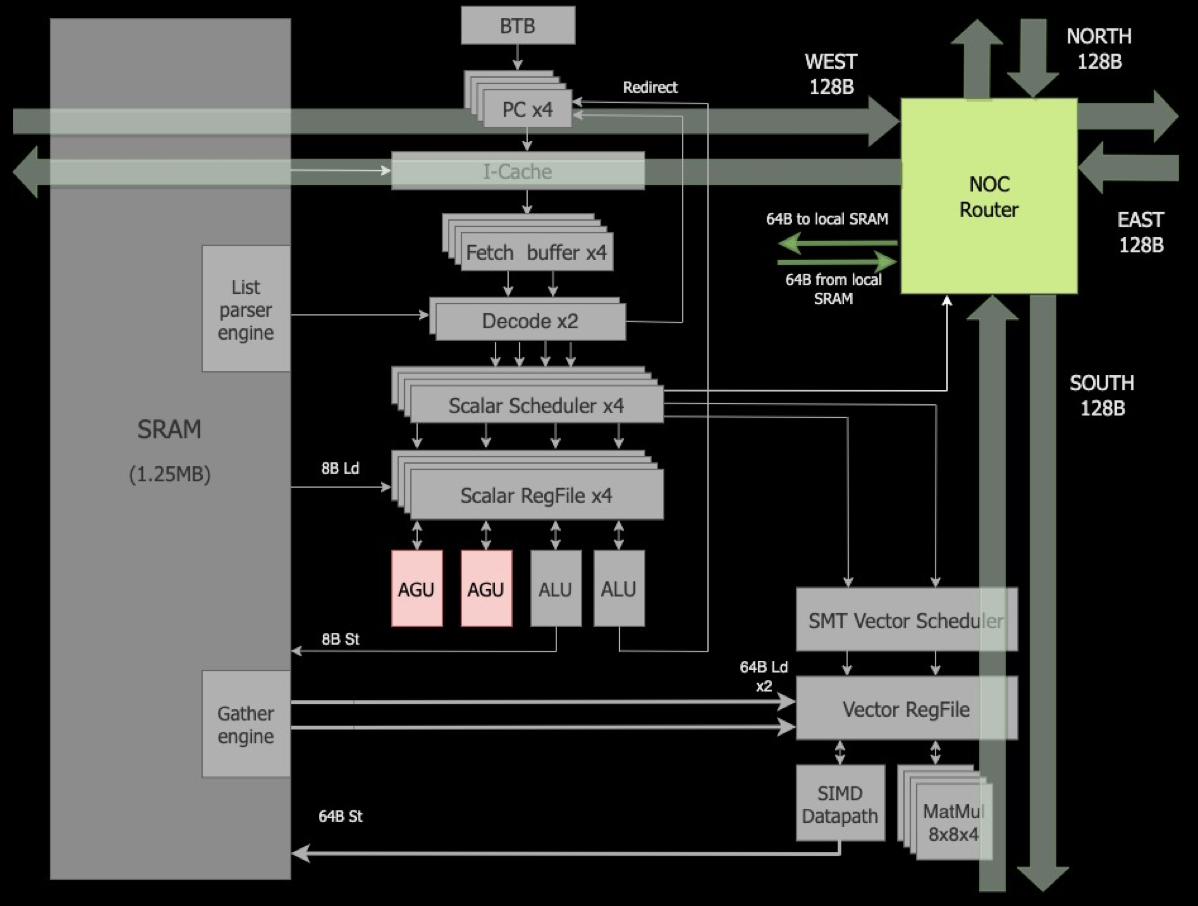 BTB
NORTH
128B
WEST
128B
Redirect
PC x4
I-Cache
NOC
Router
EAST
128B
64B to local SRAM
64B from local
SRAM
Fetch buffer x4
List
parser
engine
Decode x2
SOUTH
128B
Scalar Scheduler x4
SRAM
(1.25MB)
8B Ld
Scalar RegFile x4
AGU
AGU
ALU
ALU
SMT Vector Scheduler
8B St
64B Ld
x2
Gather
engine
Vector RegFile
SIMD
Datapath
MatMul
8x8x4
64B St